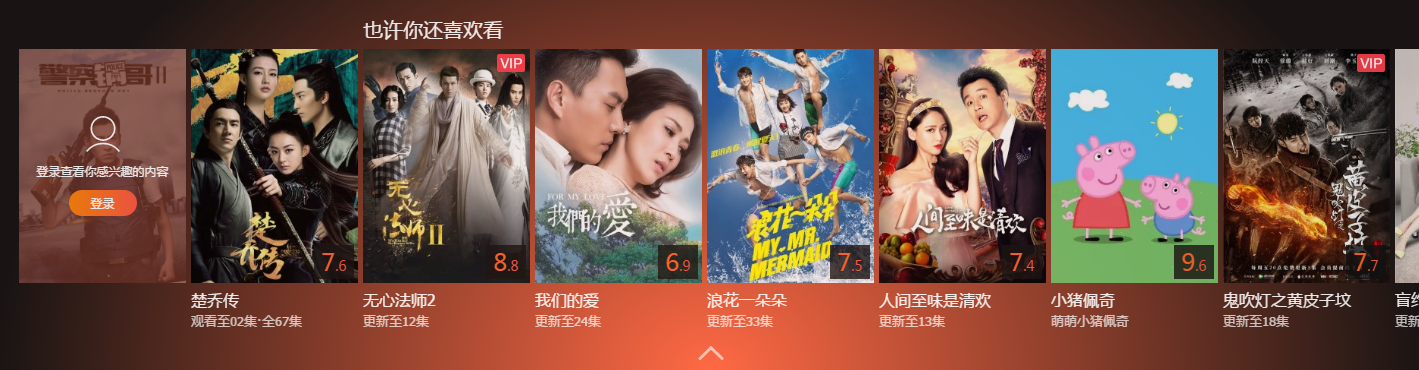 也许你还喜欢看
警察锅哥II
登录查看你感兴趣的内容
登录
楚乔传
7.6
楚乔传
观看至02集·全67集
VIP
无心法师II
8.8
无心法师2
更新至12集
FOR MY LOVE
我們的愛
6.9
我们的爱
更新至24集
浪花一朵朵
MY MR. MERMAID
7.5
浪花一朵朵
更新至33集
人间至味是清欢
7.4
人间至味是清欢
更新至13集
9.6
小猪佩奇
萌萌小猪佩奇
VIP
黄皮子坟
鬼吹灯之
7.7
鬼吹灯之黄皮子坟
更新至18集